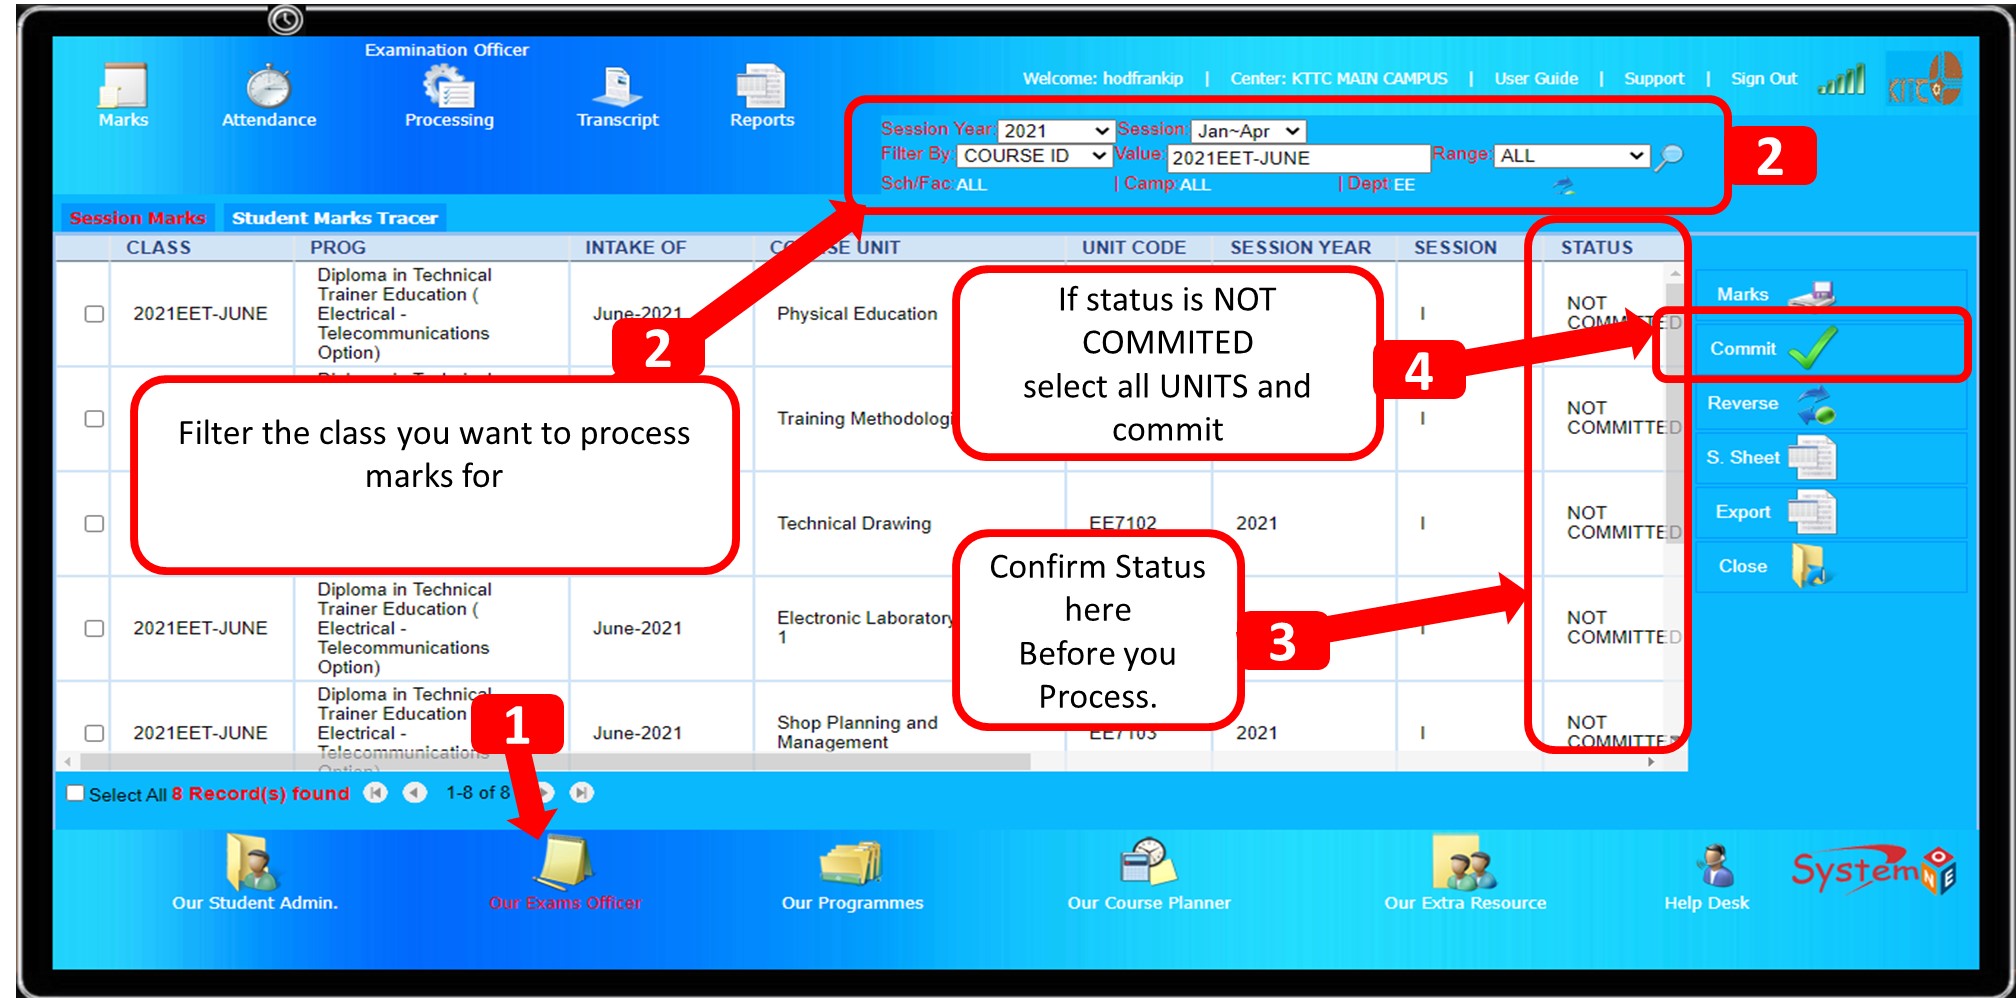 Examination Officer
Marks
Attendance
Processing
Transcript
Reports
Welcome: hodfrankip | Center: KTTC MAIN CAMPUS | User Guide | Support | Sign Out
KTTC
Session Year: 2021 Session: Jan~Apr
Filter By: COURSE ID Value: 2021EET-JUNE Range: ALL
Sch/Fac:ALL | Camp:ALL | Dept:EE
2
Session Marks Student Marks Tracer
CLASS PROG INTAKE OF UNIT UNIT CODE SESSION YEAR SESSION STATUS
2021EET-JUNE
Diploma in Technical
Trainer Education (
Electrical -
Telecommunications
Option)
June-2021
Physical Education
I
NOT
COMMITTED
2
If status is NOT
COMMITED
select all UNITS and
commit
4
Marks
Commit
Reverse
S. Sheet
Export
Close
Filter the class you want to process
marks for
Training
I
NOT
COMMITTED
Technical Drawing
EE7102
2021
I
NOT
COMMITTED
Confirm Status
here
Before you
Process.
3
2021EET-JUNE
Diploma in Technical
Trainer Education (
Electrical -
Telecommunications
Option)
June-2021
Electronic Laboratory
1
NOT
COMMITTED
2021EET-JUNE
Diploma in Technical
Trainer Education
Electrical -
Telecommunications
Option)
June-2021
Shop Planning and
Management
EE7103
2021
I
NOT
COMMITTED
1
Select All 8 Record(s) found 1-8 of 8
Our Student Admin.
Our Exams Officer
Our Programmes
Our Course Planner
Our Extra Resource
Help Desk
System ONE